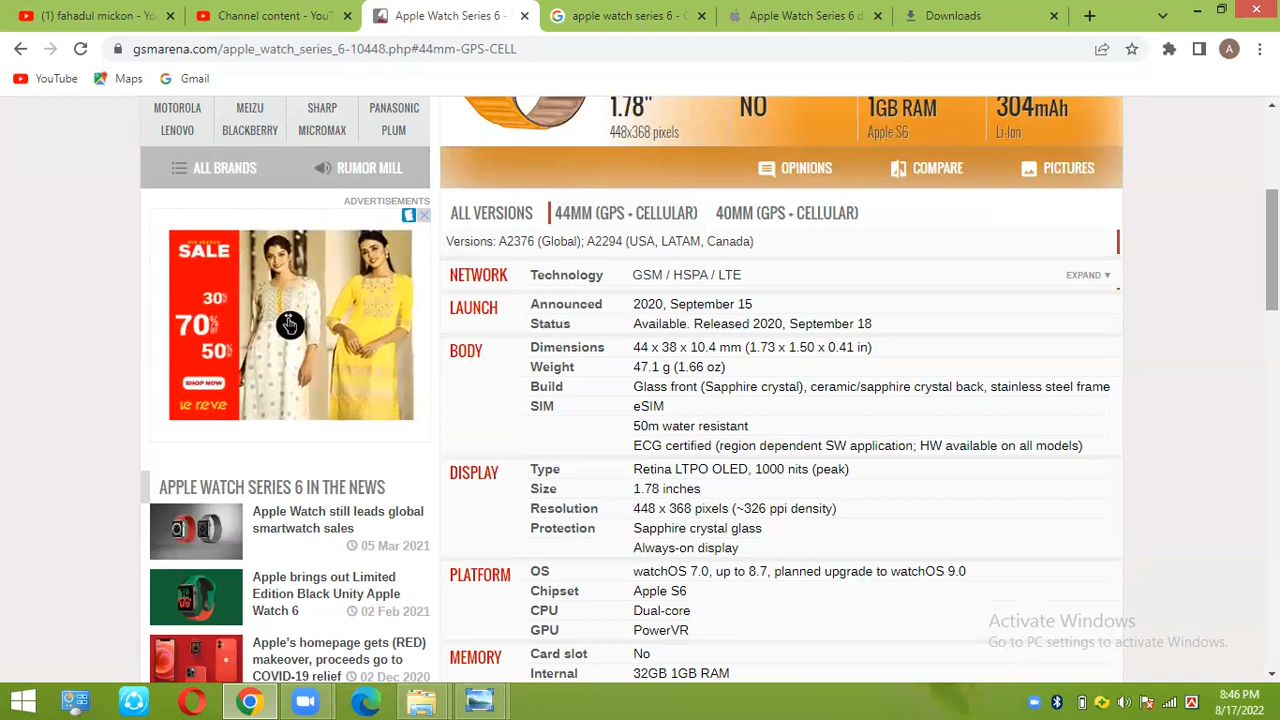 (1) fahadul mickon - YouT
Channel content - YouT
Apple Watch Series 6 -
apple watch series 6 - G
Apple Watch Series 6 d
Downloads
gsmarena.com/apple_watch_series_6-10448.php#44mm-GPS-CELL
A
YouTube
Maps
Gmail
MOTOROLA MEIZU SHARP PANASONIC
LENOVO BLACKBERRY MICROMAX PLUM
ALL BRANDS RUMOR MILL
1.78" NO 1GB RAM 304mAh
448x368 pixels Apple S6 Li-Ion
OPINIONS COMPARE PICTURES
ADVERTISEMENTS
SALE
30%
70%
50%
SHOP NOW
le reve
ALL VERSIONS 44MM (GPS + CELLULAR) 40MM (GPS + CELLULAR)
Versions: A2376 (Global); A2294 (USA, LATAM, Canada)
NETWORK Technology GSM / HSPA / LTE EXPAND ▼
LAUNCH Announced 2020, September 15
Status Available. Released 2020, September 18
BODY Dimensions 44 x 38 x 10.4 mm (1.73 x 1.50 x 0.41 in)
Weight 47.1 g (1.66 oz)
Build Glass front (Sapphire crystal), ceramic/sapphire crystal back, stainless steel frame
SIM eSIM
50m water resistant
ECG certified (region dependent SW application; HW available on all models)
DISPLAY Type Retina LTPO OLED, 1000 nits (peak)
Size 1.78 inches
Resolution 448 x 368 pixels (~326 ppi density)
Protection Sapphire crystal glass
Always-on display
PLATFORM OS watchOS 7.0, up to 8.7, planned upgrade to watchOS 9.0
Chipset Apple S6
CPU Dual-core
GPU PowerVR
MEMORY Card slot No
Internal 32GB 1GB RAM
APPLE WATCH SERIES 6 IN THE NEWS
Apple Watch still leads global
smartwatch sales
05 Mar 2021
Apple brings out Limited
Edition Black Unity Apple
Watch 6
02 Feb 2021
Apple's homepage gets (RED)
makeover, proceeds go to
COVID-19 relief
02 Dec 2020
Activate Windows
Go to PC settings to activate Windows.
8:46 PM
8/17/2022